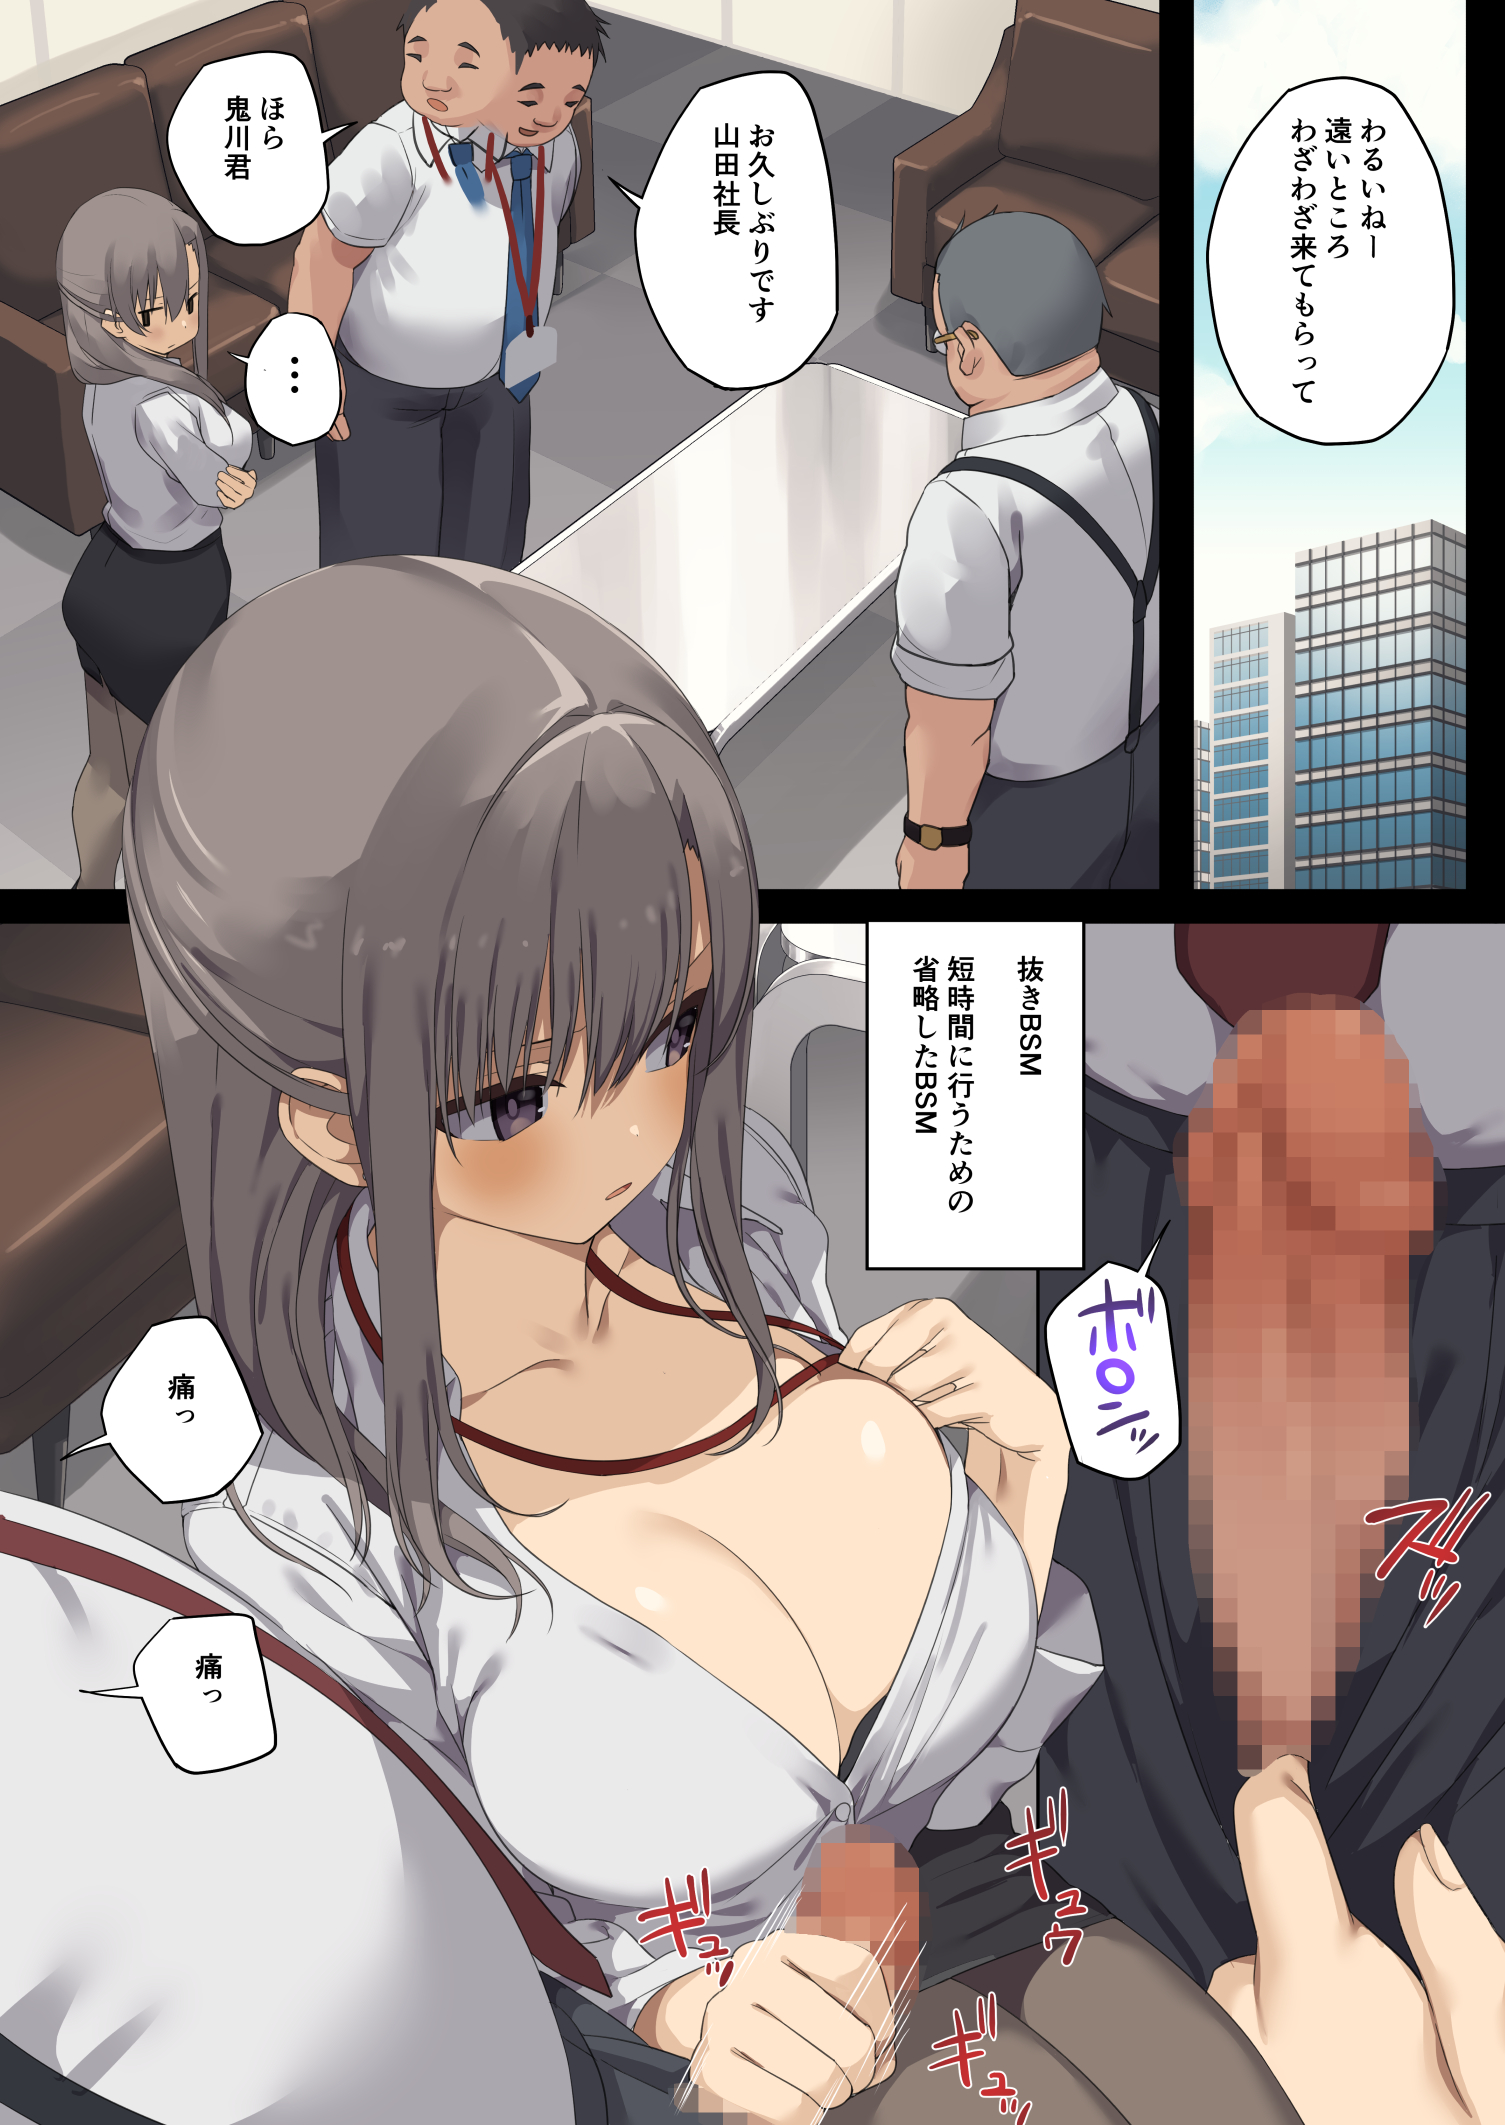 わるいねー
遠いところ
わざわざ来てもらって
お久しぶりです
山田社長
ほら
鬼川君
…
抜きBSM
短時間に行うための
省略したBSM
ボロンッ
ズギッ
痛っ
痛っ
ギュッ
ギュウ
ギュッ